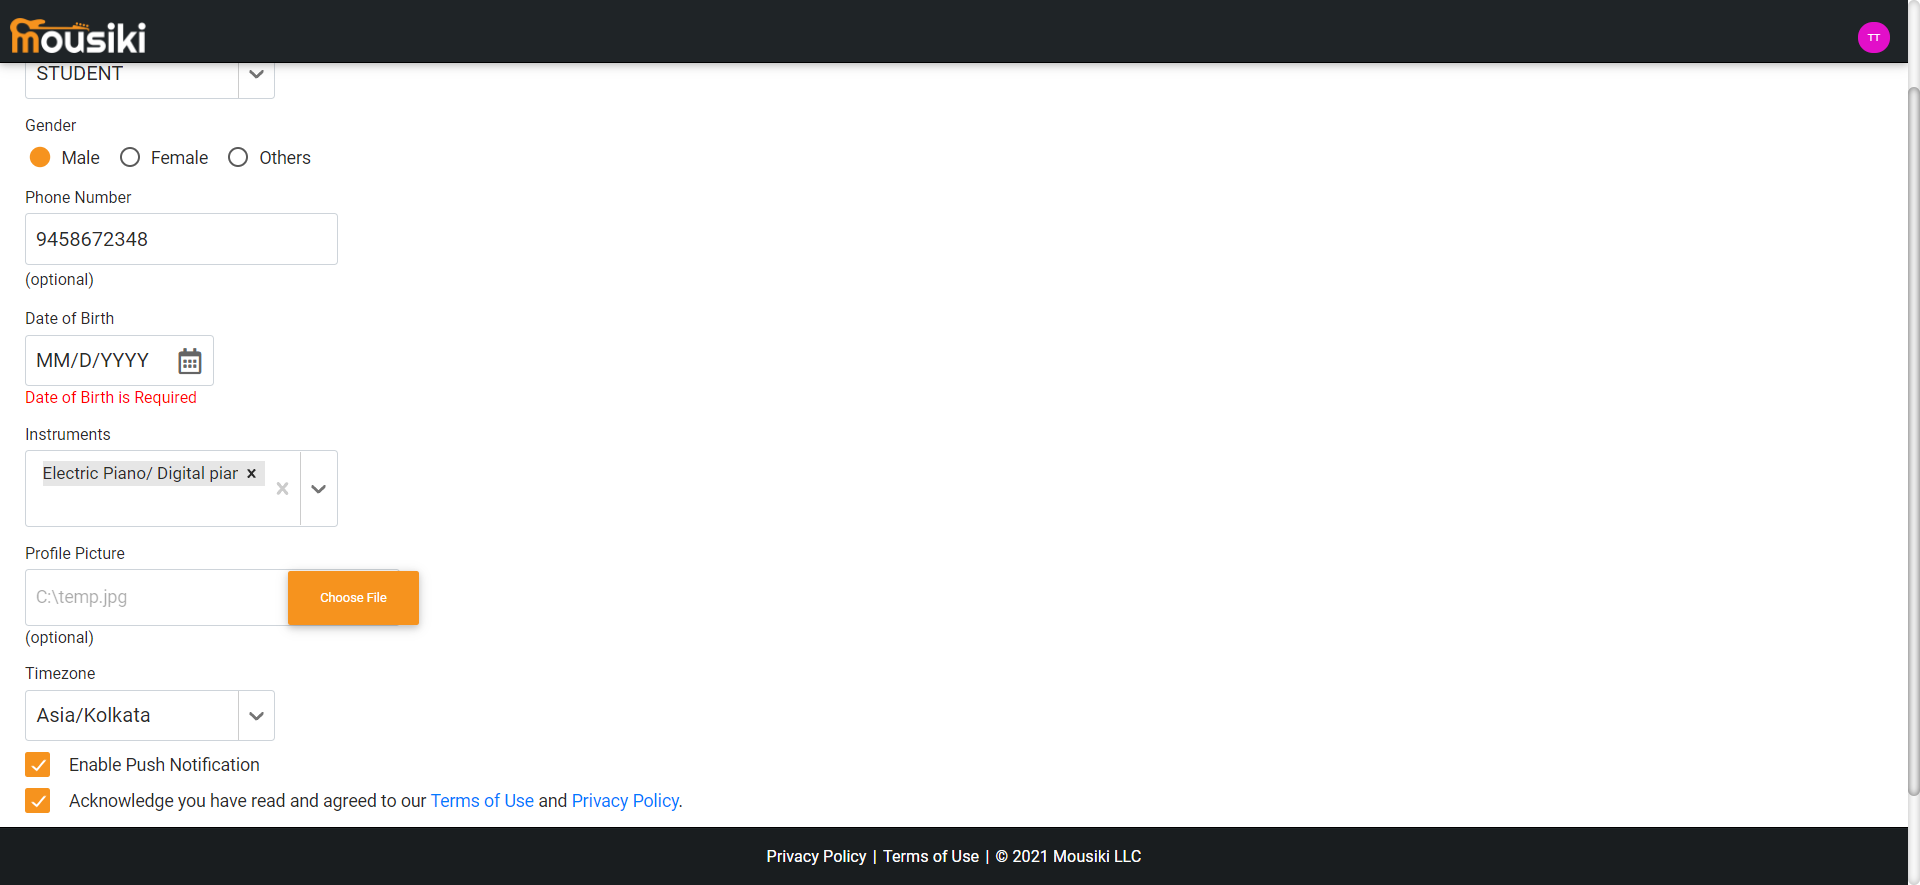 mousiki
TT
STUDENT
Gender
Male Female Others
Phone Number
9458672348
(optional)
Date of Birth
MM/D/YYYY
Date of Birth is Required
Instruments
Electric Piano/ Digital piar
Profile Picture
C:\temp.jpg Choose File
(optional)
Timezone
Asia/Kolkata
Enable Push Notification
Acknowledge you have read and agreed to our Terms of Use and Privacy Policy.
Privacy Policy | Terms of Use | © 2021 Mousiki LLC